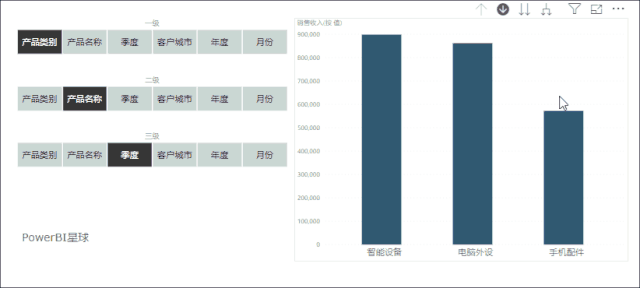 一级
产品类别 产品名称 季度 客户城市 年度 月份
二级
产品类别 产品名称 季度 客户城市 年度 月份
三级
产品类别 产品名称 季度 客户城市 年度 月份
PowerBI星球
销售收入(按 值)
900,000
800,000
700,000
600,000
500,000
400,000
300,000
200,000
100,000
0
智能设备 电脑外设 手机配件